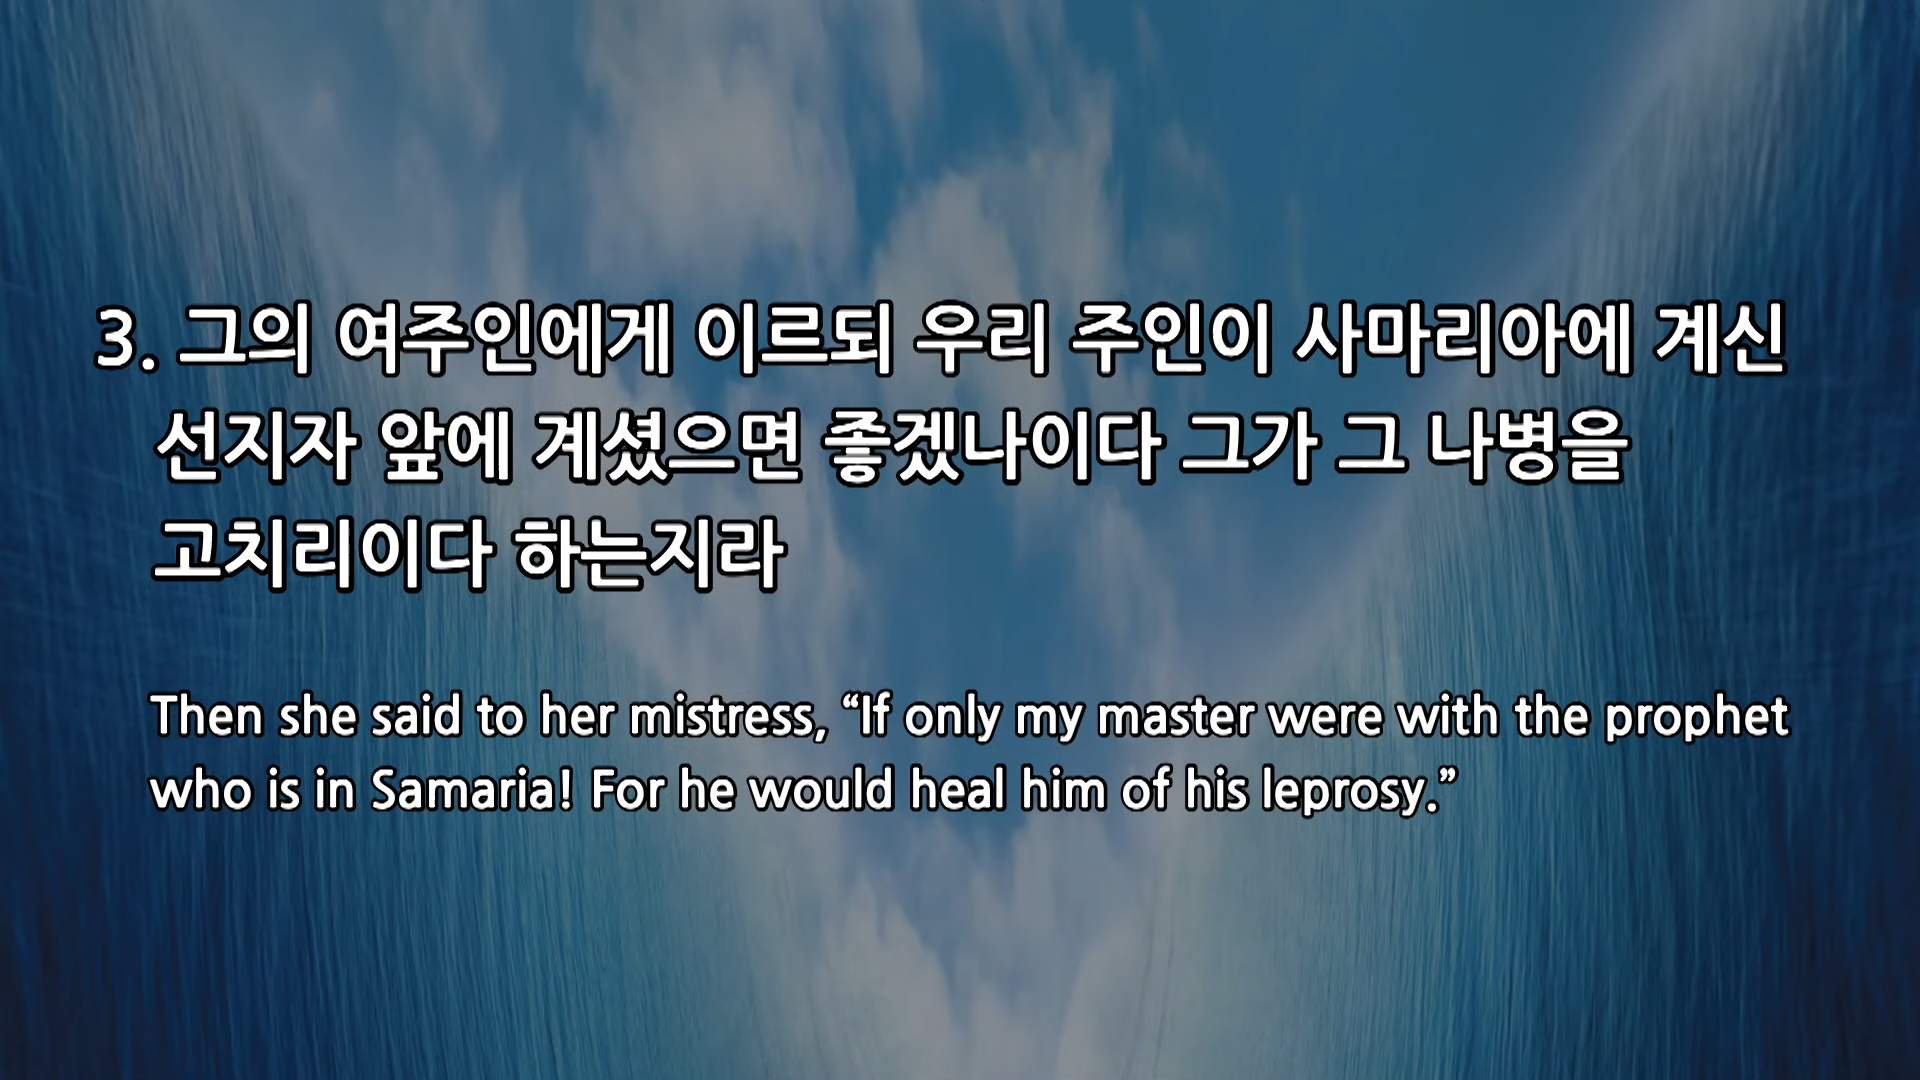 3. 그의 여주인에게 이르되 우리 주인이 사마리아에 계신
선지자 앞에 계셨으면 좋겠나이다 그가 그 나병을
고치리이다 하는지라
Then she said to her mistress, “If only my master were with the prophet
who is in Samaria! For he would heal him of his leprosy.”